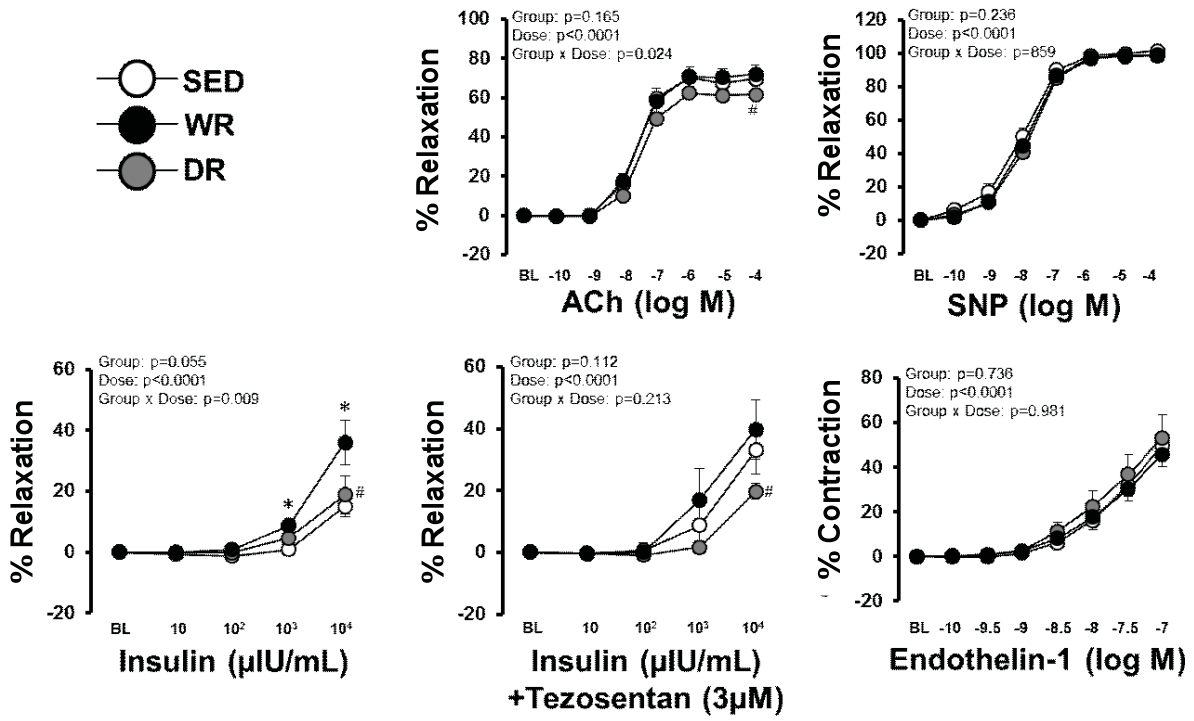 SED
WR
DR
Group: p=0.165
Dose: p<0.0001
Group x Dose: p=0.024
% Relaxation
100
80
60
40
20
0
-20
#
BL -10 -9 -8 -7 -6 -5 -4
ACh (log M)
Group: p=0.236
Dose: p<0.0001
Group x Dose: p=859
% Relaxation
120
100
80
60
40
20
0
-20
BL -10 -9 -8 -7 -6 -5 -4
SNP (log M)
Group: p=0.055
Dose: p<0.0001
Group x Dose: p=0.009
% Relaxation
60
40
20
0
-20
*
*
#
BL 10 10² 10³ 10⁴
Insulin (µIU/mL)
Group: p=0.112
Dose: p<0.0001
Group x Dose: p=0.213
% Relaxation
60
40
20
0
-20
#
BL 10 10² 10³ 10⁴
Insulin (µIU/mL)
+Tezosentan (3µM)
Group: p=0.736
Dose: p<0.0001
Group x Dose: p=0.981
% Contraction
80
60
40
20
0
-20
BL -10 -9.5 -9 -8.5 -8 -7.5 -7
Endothelin-1 (log M)